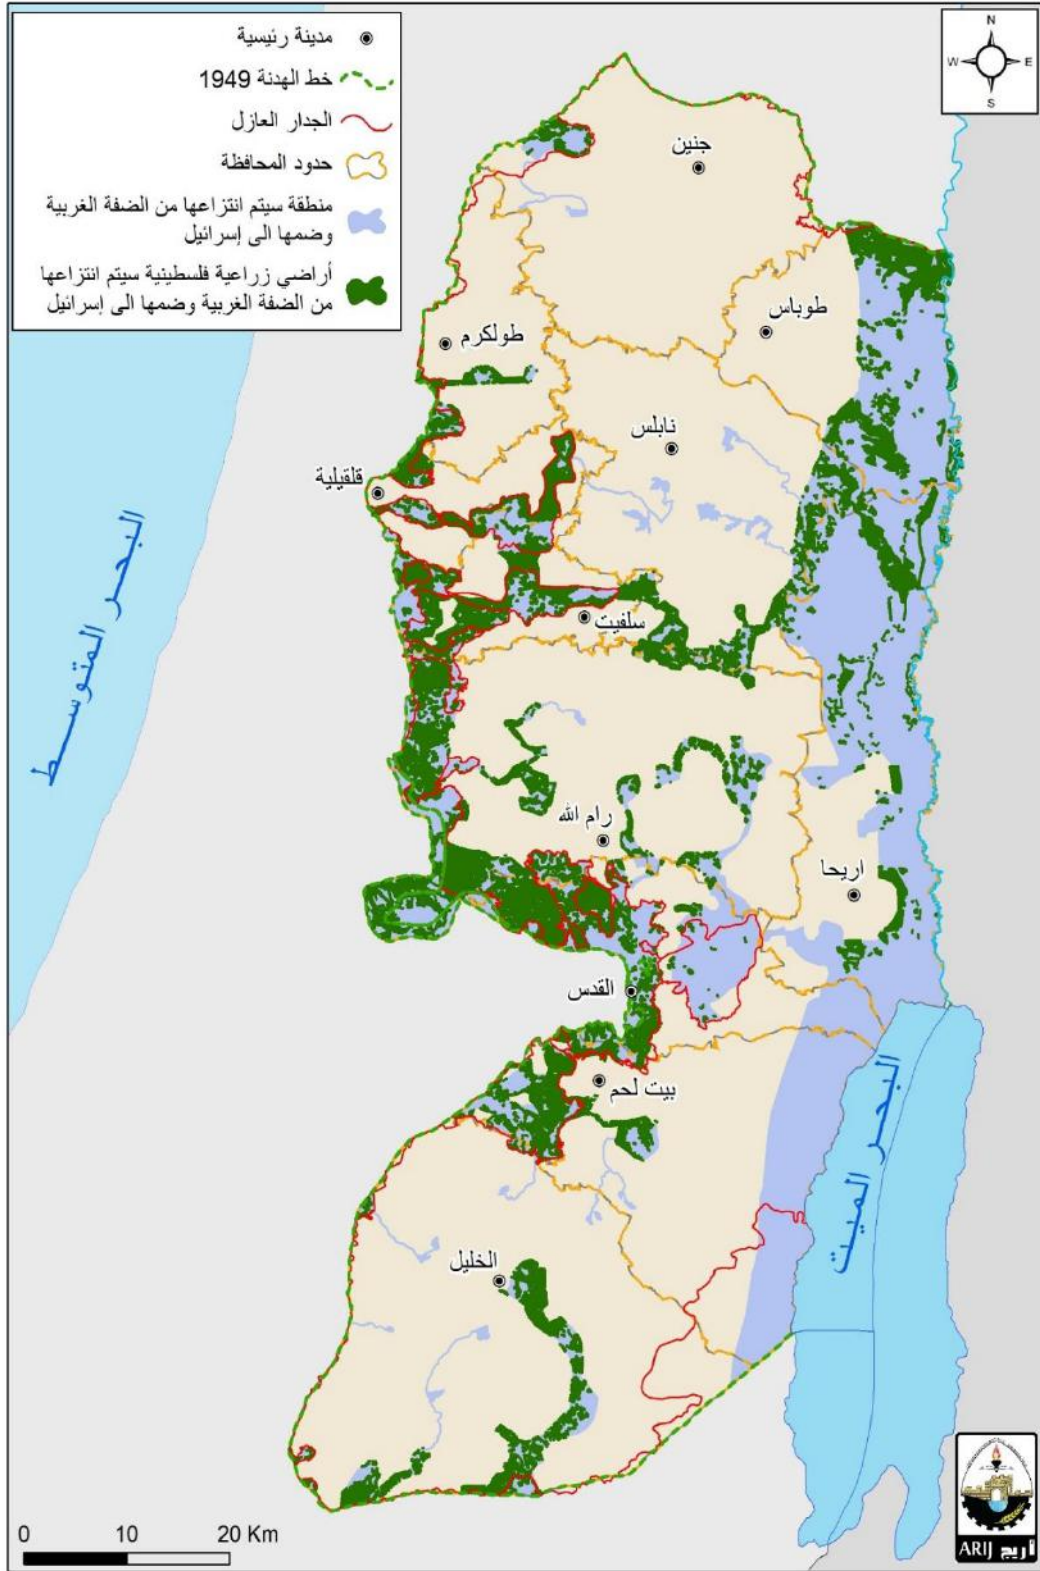 مدينة رئيسية
خط الهدنة 1949
الجدار العازل
حدود المحافظة
منطقة سيتم انتزاعها من الضفة الغربية
وضمها الى إسرائيل
أراضي زراعية فلسطينية سيتم انتزاعها
من الضفة الغربية وضمها الى إسرائيل
N
W
E
S
جنين
طوباس
طولكرم
نابلس
قلقيلية
سلفيت
البحر المتوسط
رام الله
اريحا
القدس
بيت لحم
البحر الميت
الخليل
0 10 20 Km
ARIJ أريج